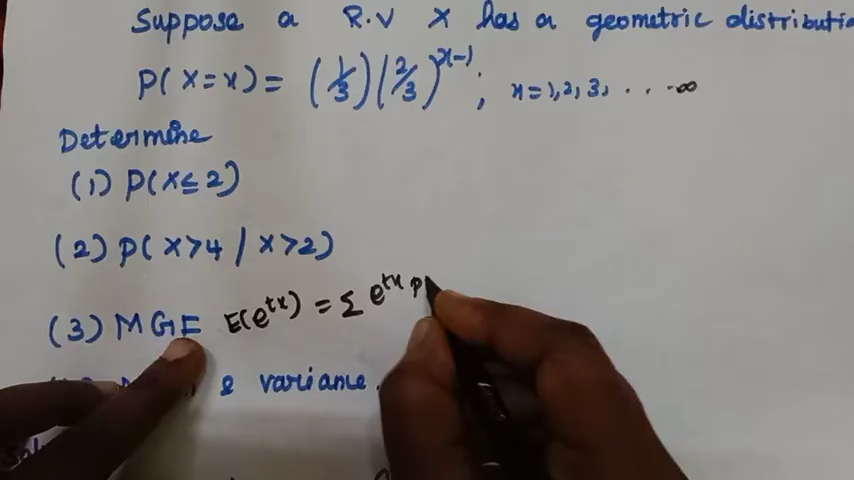 Suppose a R.V X has a geometric distributio
P(X=x) = (1/3)(2/3)^{x-1} ; x=1,2,3, . . . ∞
Determine
(1) P(X≤2)
(2) P(X>4 / X>2)
(3) MGF E(e^{tx}) = Σ e^{tx} p
& variance.